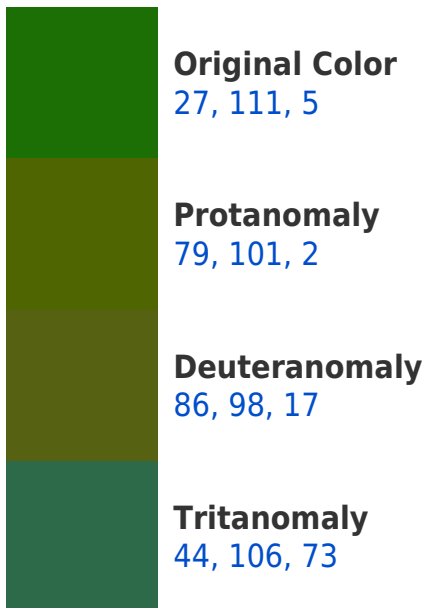 Original Color
27, 111, 5
Protanomaly
79, 101, 2
Deuteranomaly
86, 98, 17
Tritanomaly
44, 106, 73